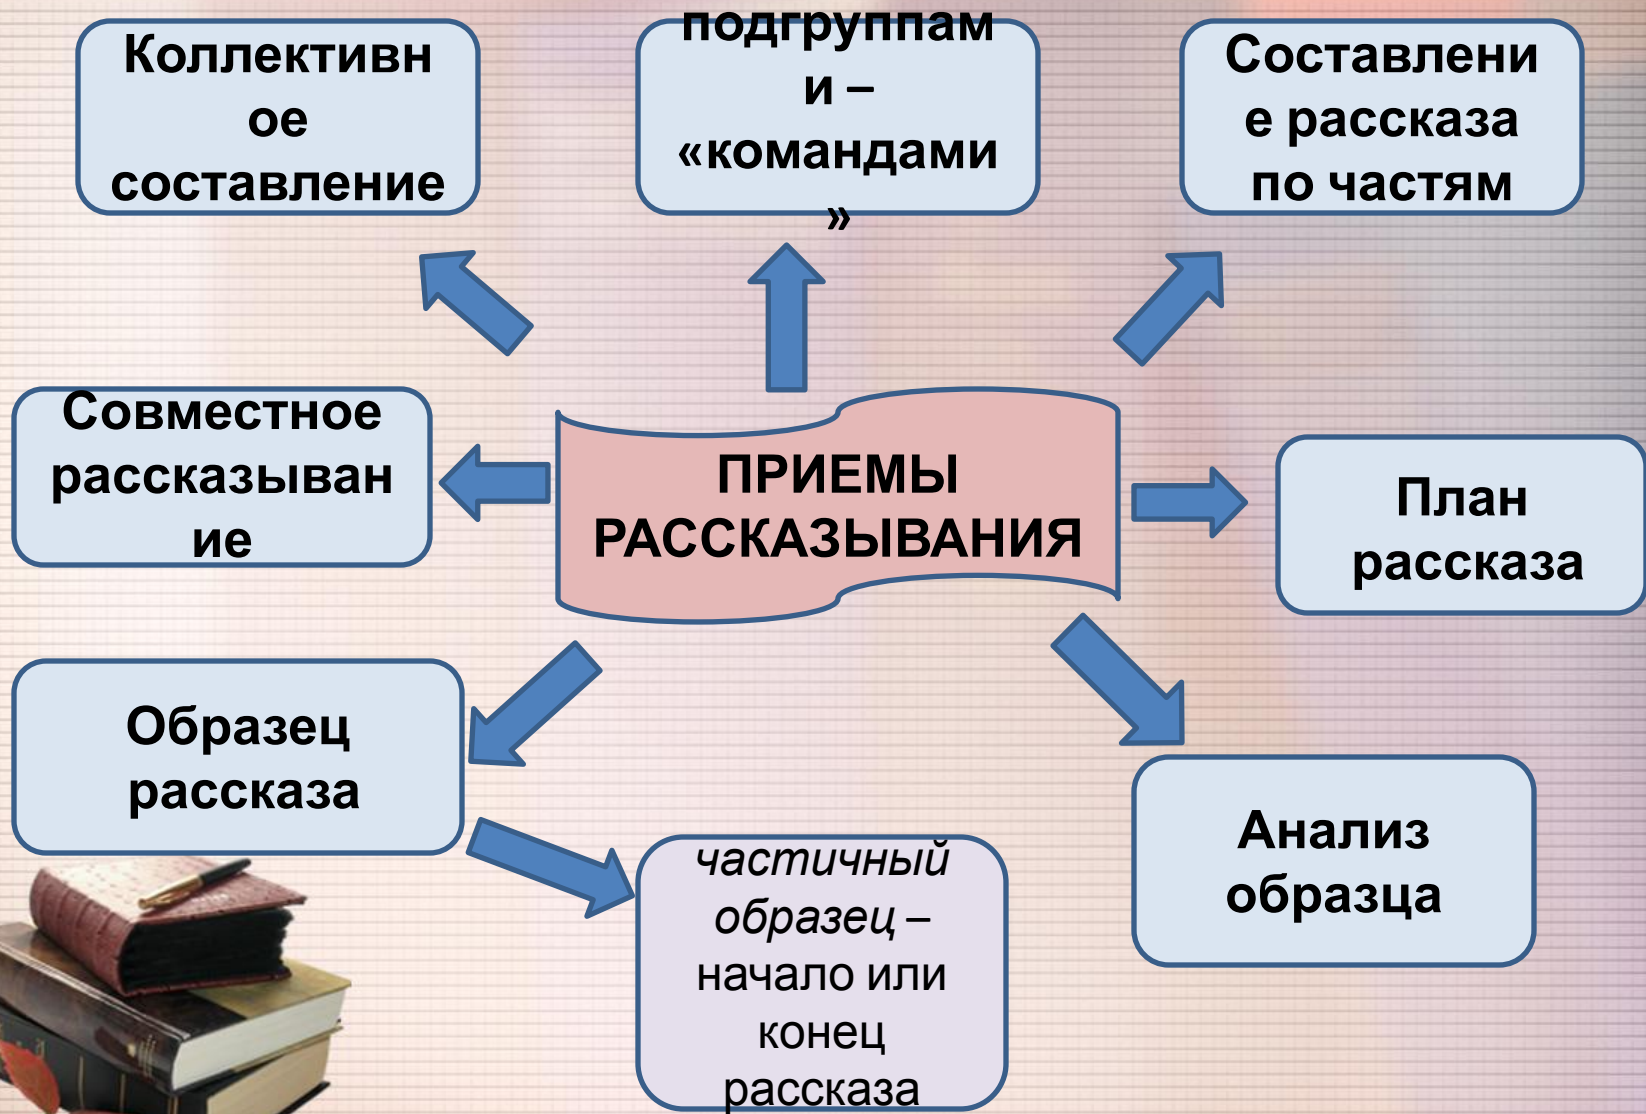 Коллективн
ое
составление
подгруппам
и –
«командами
»
Составлени
е рассказа
по частям
Совместное
рассказыван
ие
ПРИЕМЫ
РАССКАЗЫВАНИЯ
План
рассказа
Образец
рассказа
Анализ
образца
частичный
образец –
начало или
конец
рассказа